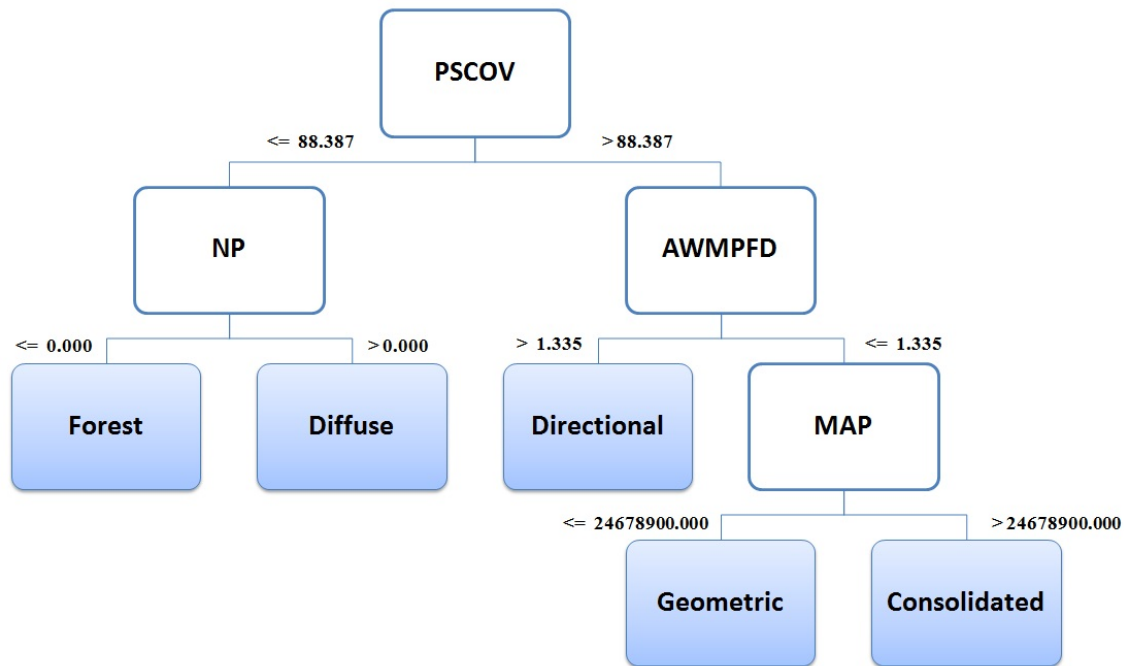 PSCOV
<= 88.387
>88.387
NP
AWMPFD
<= 0.000
>0.000
> 1.335
<= 1.335
Forest
Diffuse
Directional
MAP
<= 24678900.000
>24678900.000
Geometric
Consolidated